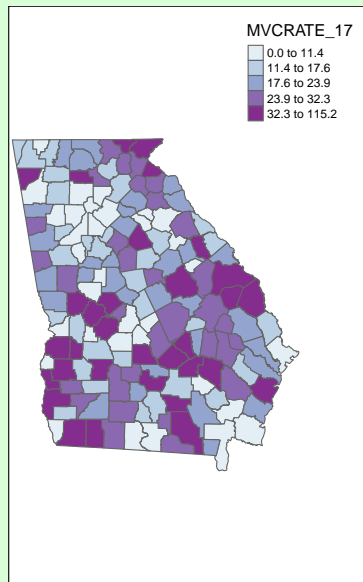 MVCRATE_17
0.0 to 11.4
11.4 to 17.6
17.6 to 23.9
23.9 to 32.3
32.3 to 115.2